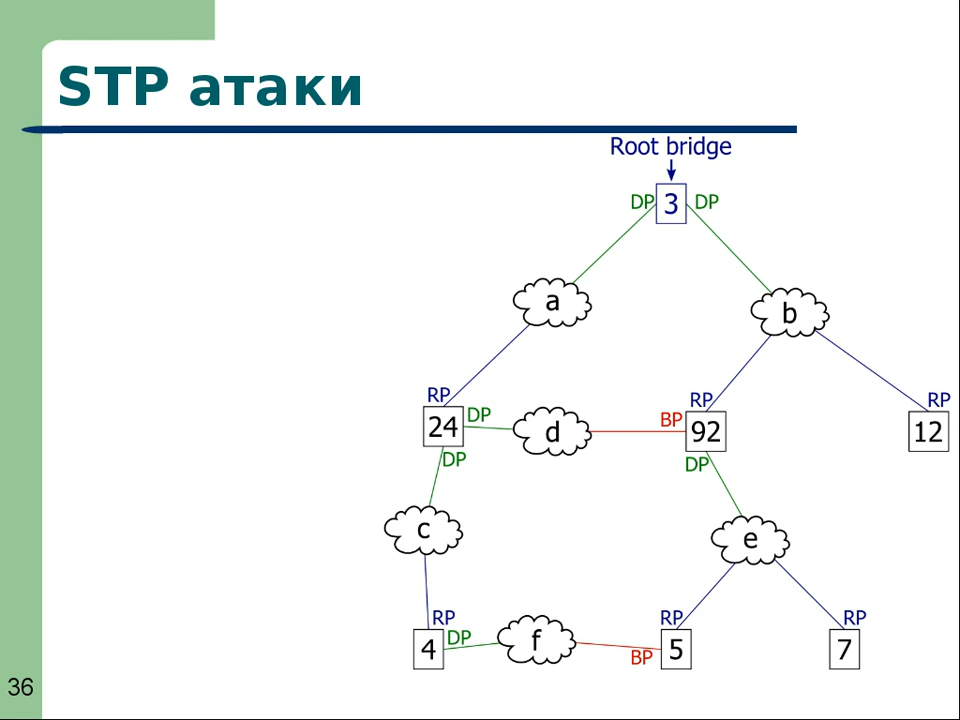 STP атаки
Root bridge
DP 3 DP
a
b
RP
RP
RP
24
DP
d
BP
92
12
DP
DP
c
e
RP
RP
RP
4
DP
f
BP
5
7
36